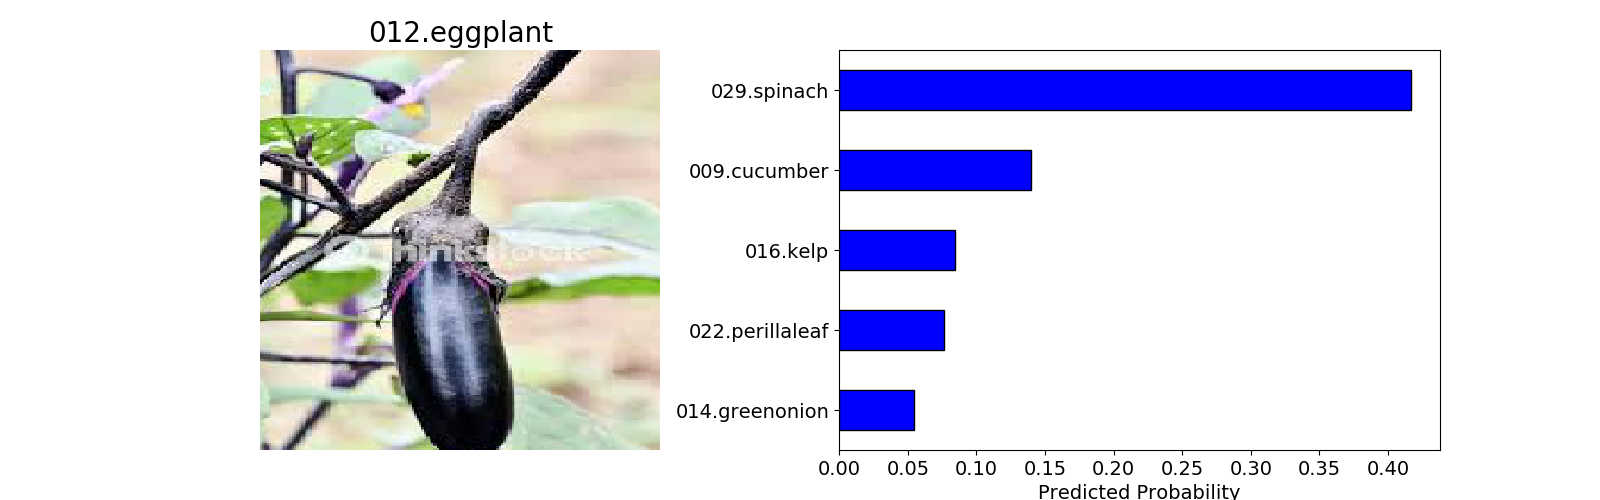 012.eggplant
thinkstock
029.spinach
009.cucumber
016.kelp
022.perillaleaf
014.greenonion
0.00 0.05 0.10 0.15 0.20 0.25 0.30 0.35 0.40
Predicted Probability